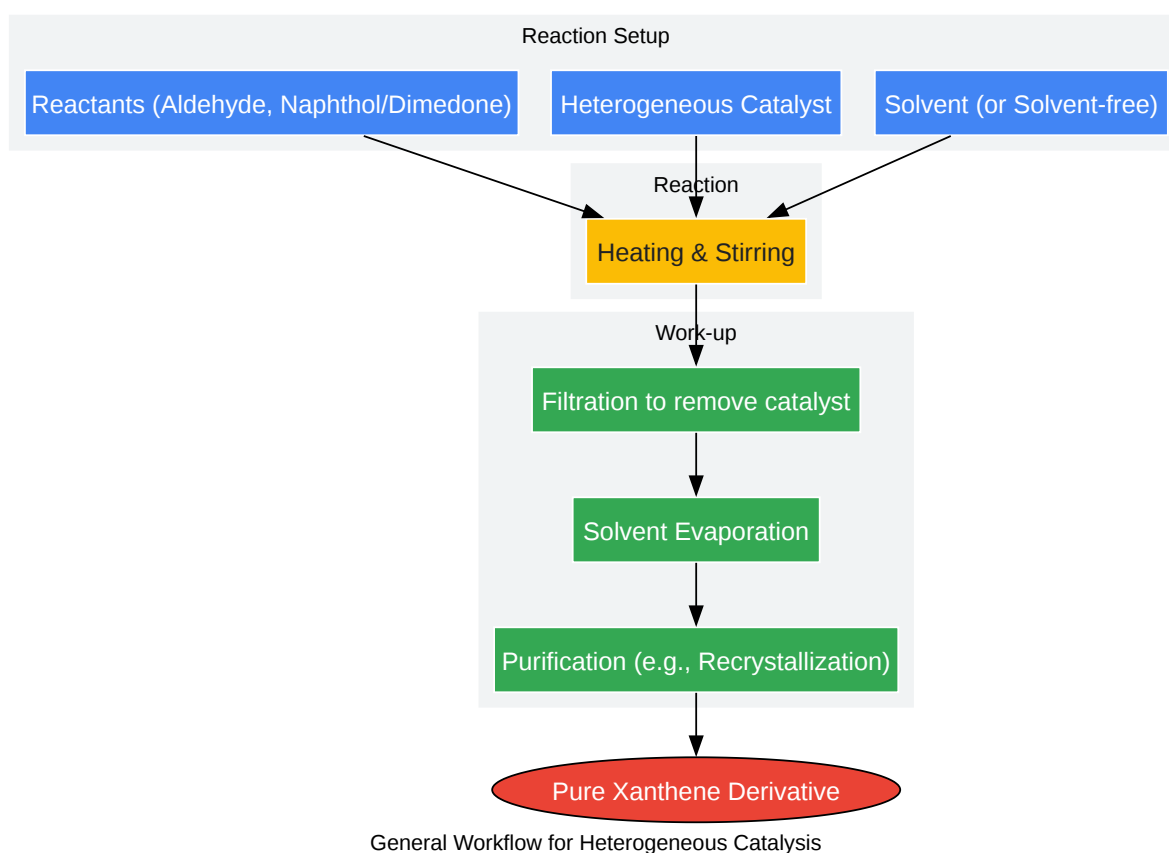 Reaction Setup
Reactants (Aldehyde, Naphthol/Dimedone)
Heterogeneous Catalyst
Solvent (or Solvent-free)
Reaction
Heating & Stirring
Work-up
Filtration to remove catalyst
Solvent Evaporation
Purification (e.g., Recrystallization)
Pure Xanthene Derivative
General Workflow for Heterogeneous Catalysis